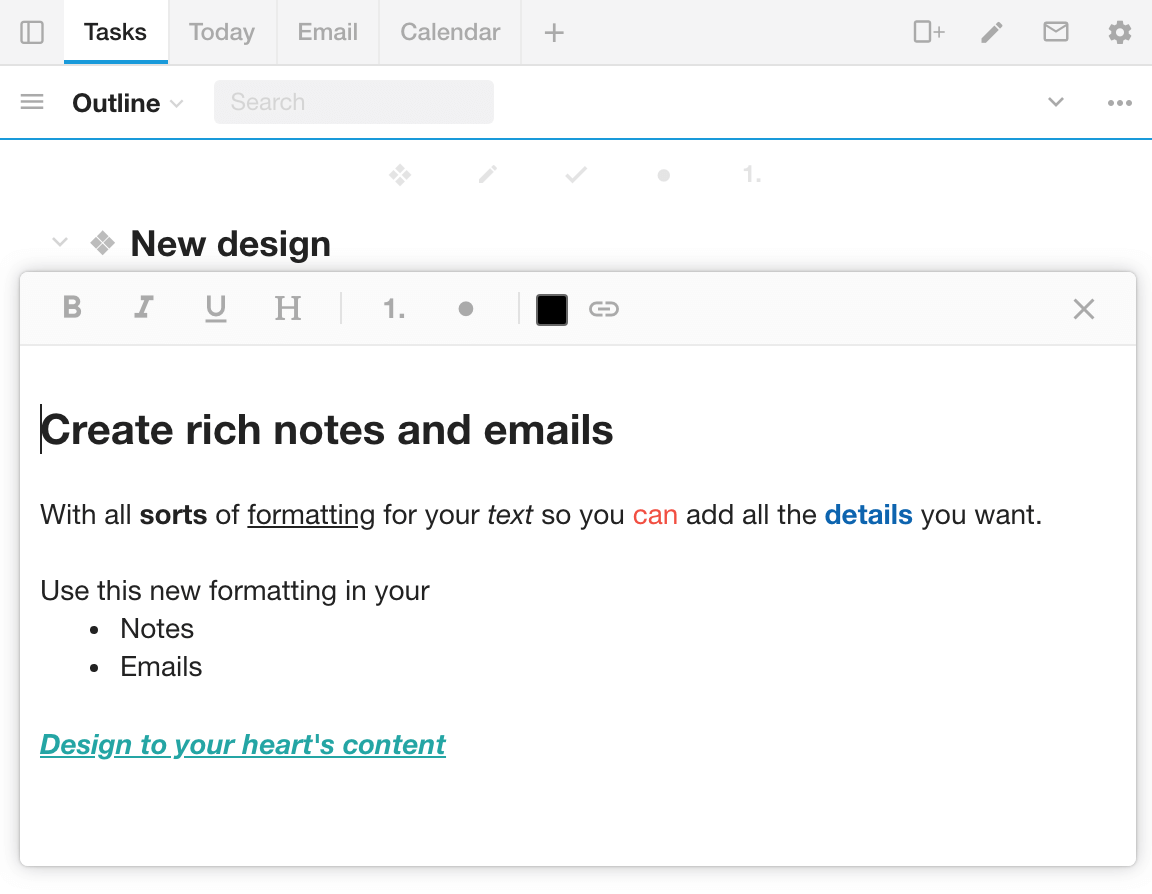 Tasks Today Email Calendar
Outline Search
1.
New design
B I U H 1.
Create rich notes and emails
With all sorts of formatting for your text so you can add all the details you want.
Use this new formatting in your
• Notes
• Emails
Design to your heart's content